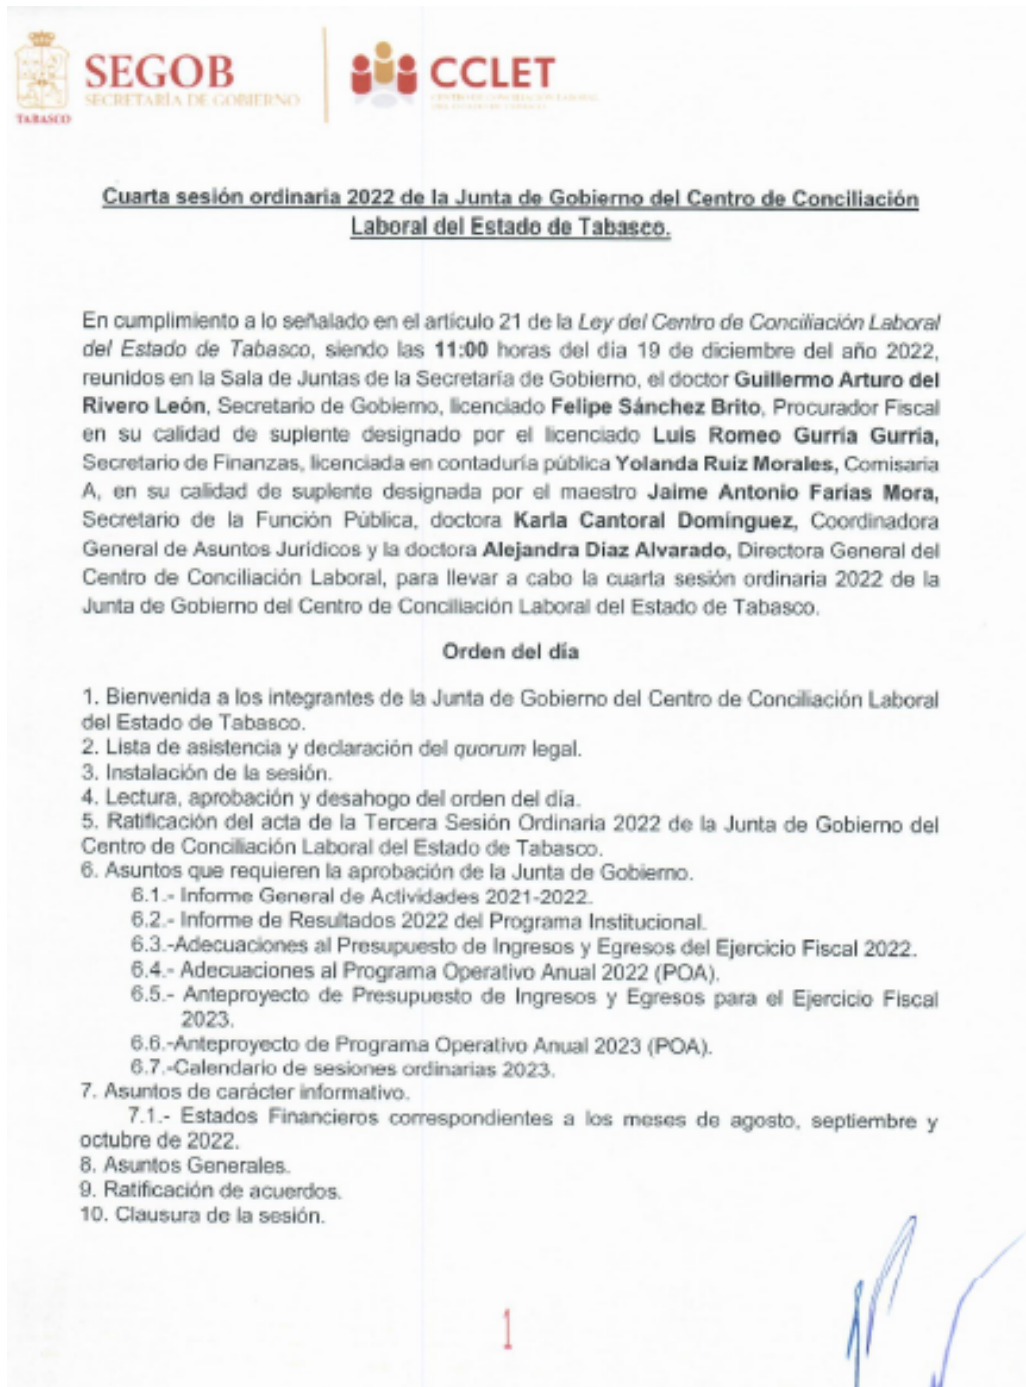 SEGOB
SECRETARÍA DE GOBIERNO
TABASCO
CCLET
CENTRO DE CONCILIACIÓN LABORAL
DEL ESTADO DE TABASCO
Cuarta sesión ordinaria 2022 de la Junta de Gobierno del Centro de Conciliación
Laboral del Estado de Tabasco.
En cumplimiento a lo señalado en el artículo 21 de la Ley del Centro de Conciliación Laboral
del Estado de Tabasco, siendo las 11:00 horas del día 19 de diciembre del año 2022,
reunidos en la Sala de Juntas de la Secretaría de Gobierno, el doctor Guillermo Arturo del
Rivero León, Secretario de Gobierno, licenciado Felipe Sánchez Brito, Procurador Fiscal
en su calidad de suplente designado por el licenciado Luis Romeo Gurría Gurría,
Secretario de Finanzas, licenciada en contaduría pública Yolanda Ruiz Morales, Comisaria
A, en su calidad de suplente designada por el maestro Jaime Antonio Farías Mora,
Secretario de la Función Pública, doctora Karla Cantoral Domínguez, Coordinadora
General de Asuntos Jurídicos y la doctora Alejandra Díaz Alvarado, Directora General del
Centro de Conciliación Laboral, para llevar a cabo la cuarta sesión ordinaria 2022 de la
Junta de Gobierno del Centro de Conciliación Laboral del Estado de Tabasco.
Orden del día
1. Bienvenida a los integrantes de la Junta de Gobierno del Centro de Conciliación Laboral
del Estado de Tabasco.
2. Lista de asistencia y declaración del quorum legal.
3. Instalación de la sesión.
4. Lectura, aprobación y desahogo del orden del día.
5. Ratificación del acta de la Tercera Sesión Ordinaria 2022 de la Junta de Gobierno del
Centro de Conciliación Laboral del Estado de Tabasco.
6. Asuntos que requieren la aprobación de la Junta de Gobierno.
6.1.- Informe General de Actividades 2021-2022.
6.2.- Informe de Resultados 2022 del Programa Institucional.
6.3.-Adecuaciones al Presupuesto de Ingresos y Egresos del Ejercicio Fiscal 2022.
6.4.- Adecuaciones al Programa Operativo Anual 2022 (POA).
6.5.- Anteproyecto de Presupuesto de Ingresos y Egresos para el Ejercicio Fiscal
2023.
6.6.-Anteproyecto de Programa Operativo Anual 2023 (POA).
6.7.-Calendario de sesiones ordinarias 2023.
7. Asuntos de carácter informativo.
7.1.- Estados Financieros correspondientes a los meses de agosto, septiembre y
octubre de 2022.
8. Asuntos Generales.
9. Ratificación de acuerdos.
10. Clausura de la sesión.
1